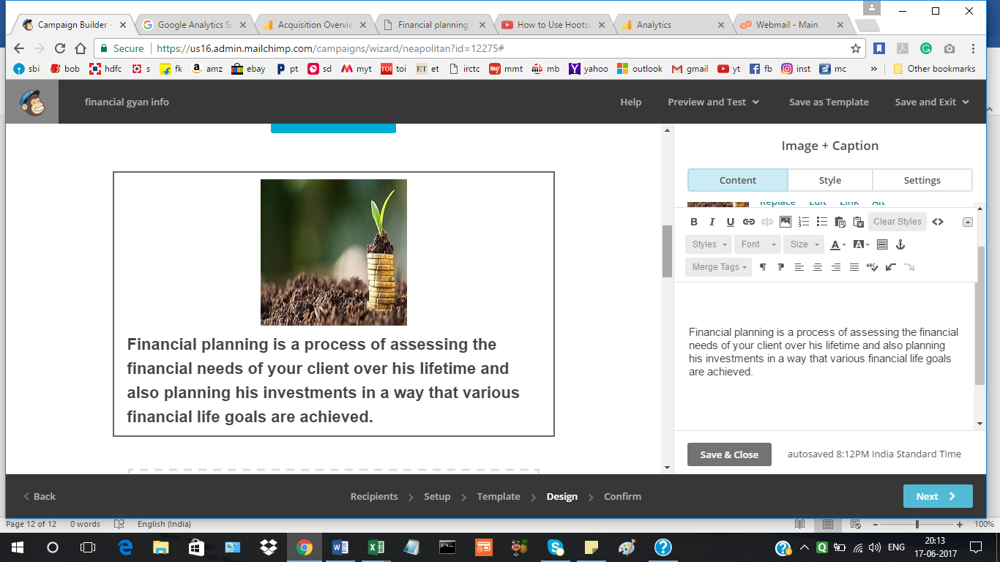 Campaign Builder -
Google Analytics So
Acquisition Overvie
Financial planning i
How to Use Hootsu
Analytics
Webmail - Main
Secure https://us16.admin.mailchimp.com/campaigns/wizard/neapolitan?id=12275#
sbi bob hdfc s fk amz ebay pt sd myt toi et irctc mmt mb yahoo outlook gmail yt fb inst mc » Other bookmarks
financial gyan info Help Preview and Test Save as Template Save and Exit
Image + Caption
Content Style Settings
Replace Edit Link Alt
B I U Clear Styles
Styles Font Size A A
Merge Tags
Financial planning is a process of assessing the
financial needs of your client over his lifetime and
also planning his investments in a way that various
financial life goals are achieved.
Financial planning is a process of assessing the financial
needs of your client over his lifetime and also planning
his investments in a way that various financial life goals
are achieved.
Save & Close autosaved 8:12PM India Standard Time
Back Recipients Setup Template Design Confirm Next
Page 12 of 12 0 words English (India) 100%
ENG 20:13
17-06-2017